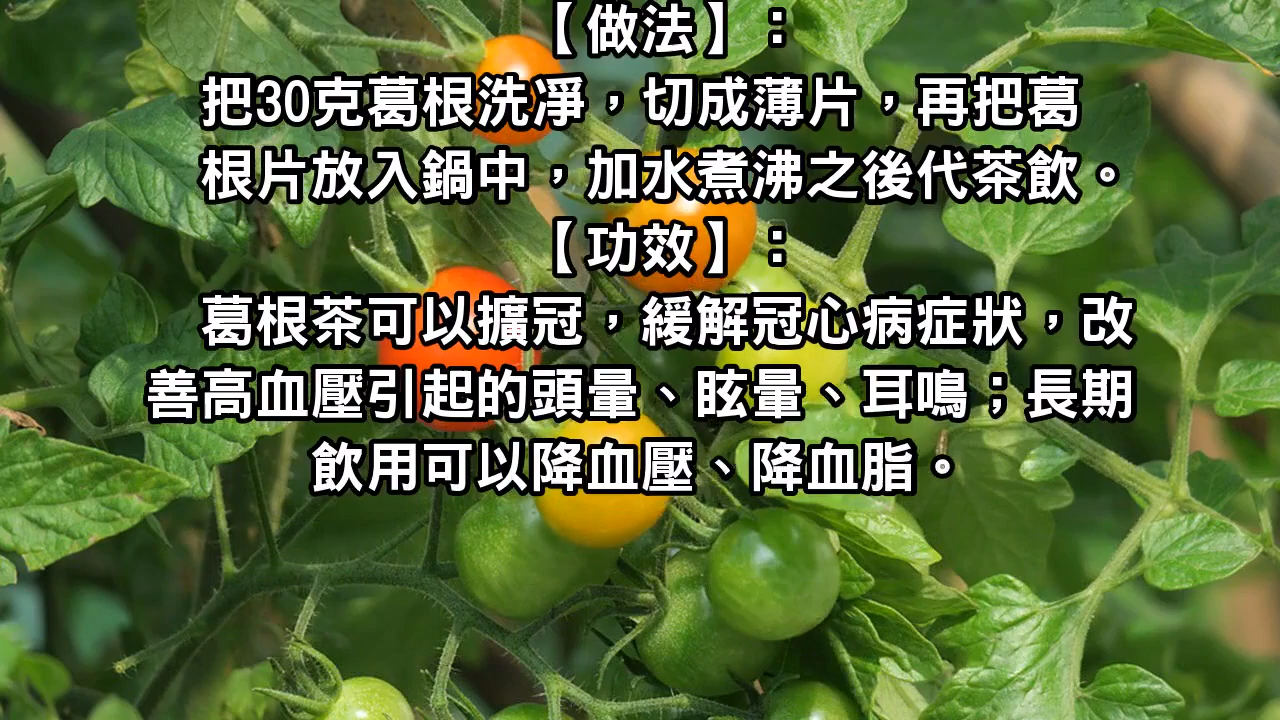 【做法】：
把30克葛根洗凈，切成薄片，再把葛
根片放入鍋中，加水煮沸之後代茶飲。
【功效】：
葛根茶可以擴冠，緩解冠心病症狀，改
善高血壓引起的頭暈、眩暈、耳鳴；長期
飲用可以降血壓、降血脂。